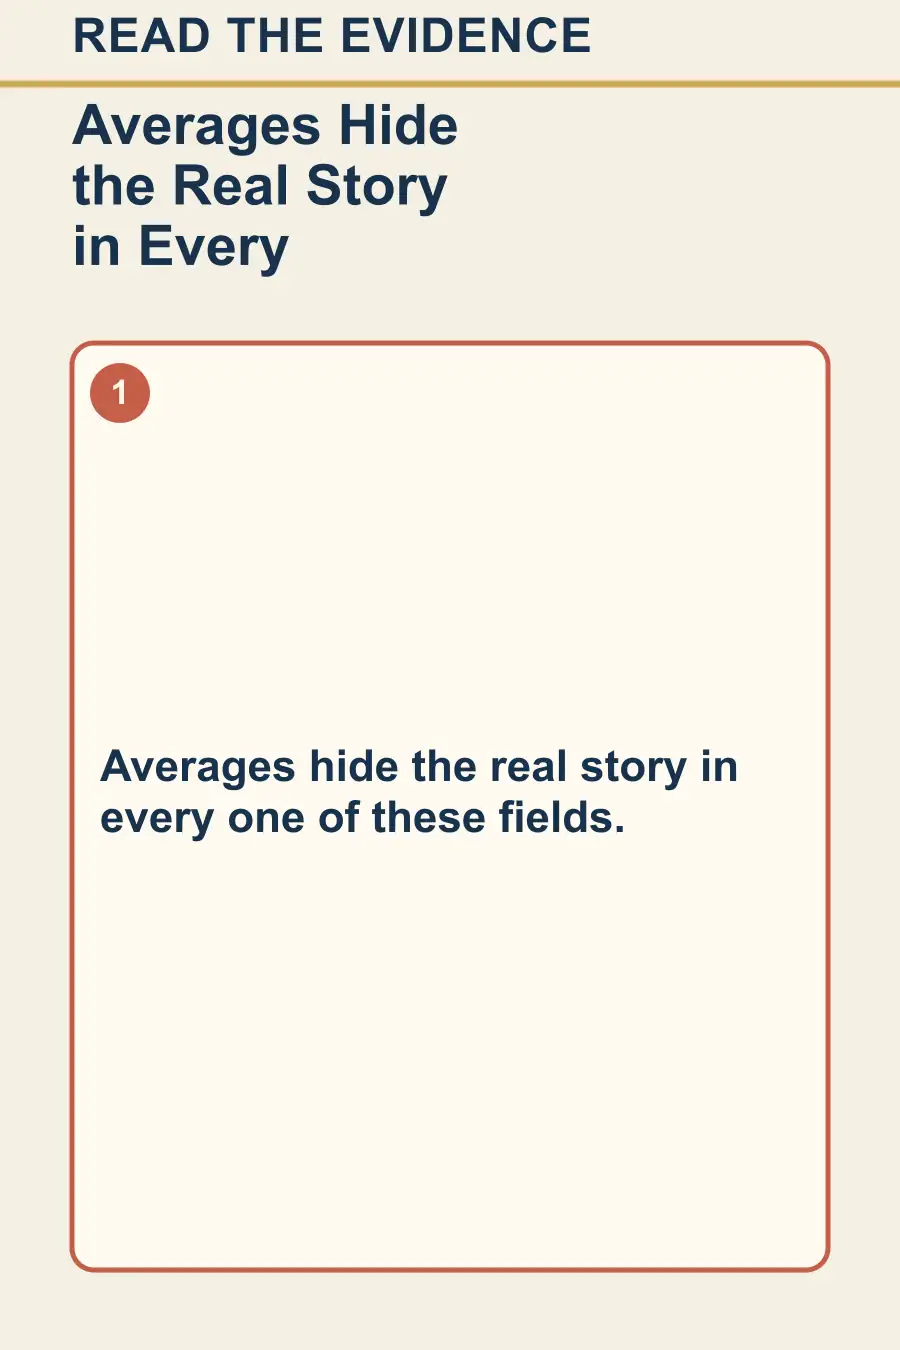 READ THE EVIDENCE
Averages Hide
the Real Story
in Every
1
Averages hide the real story in
every one of these fields.